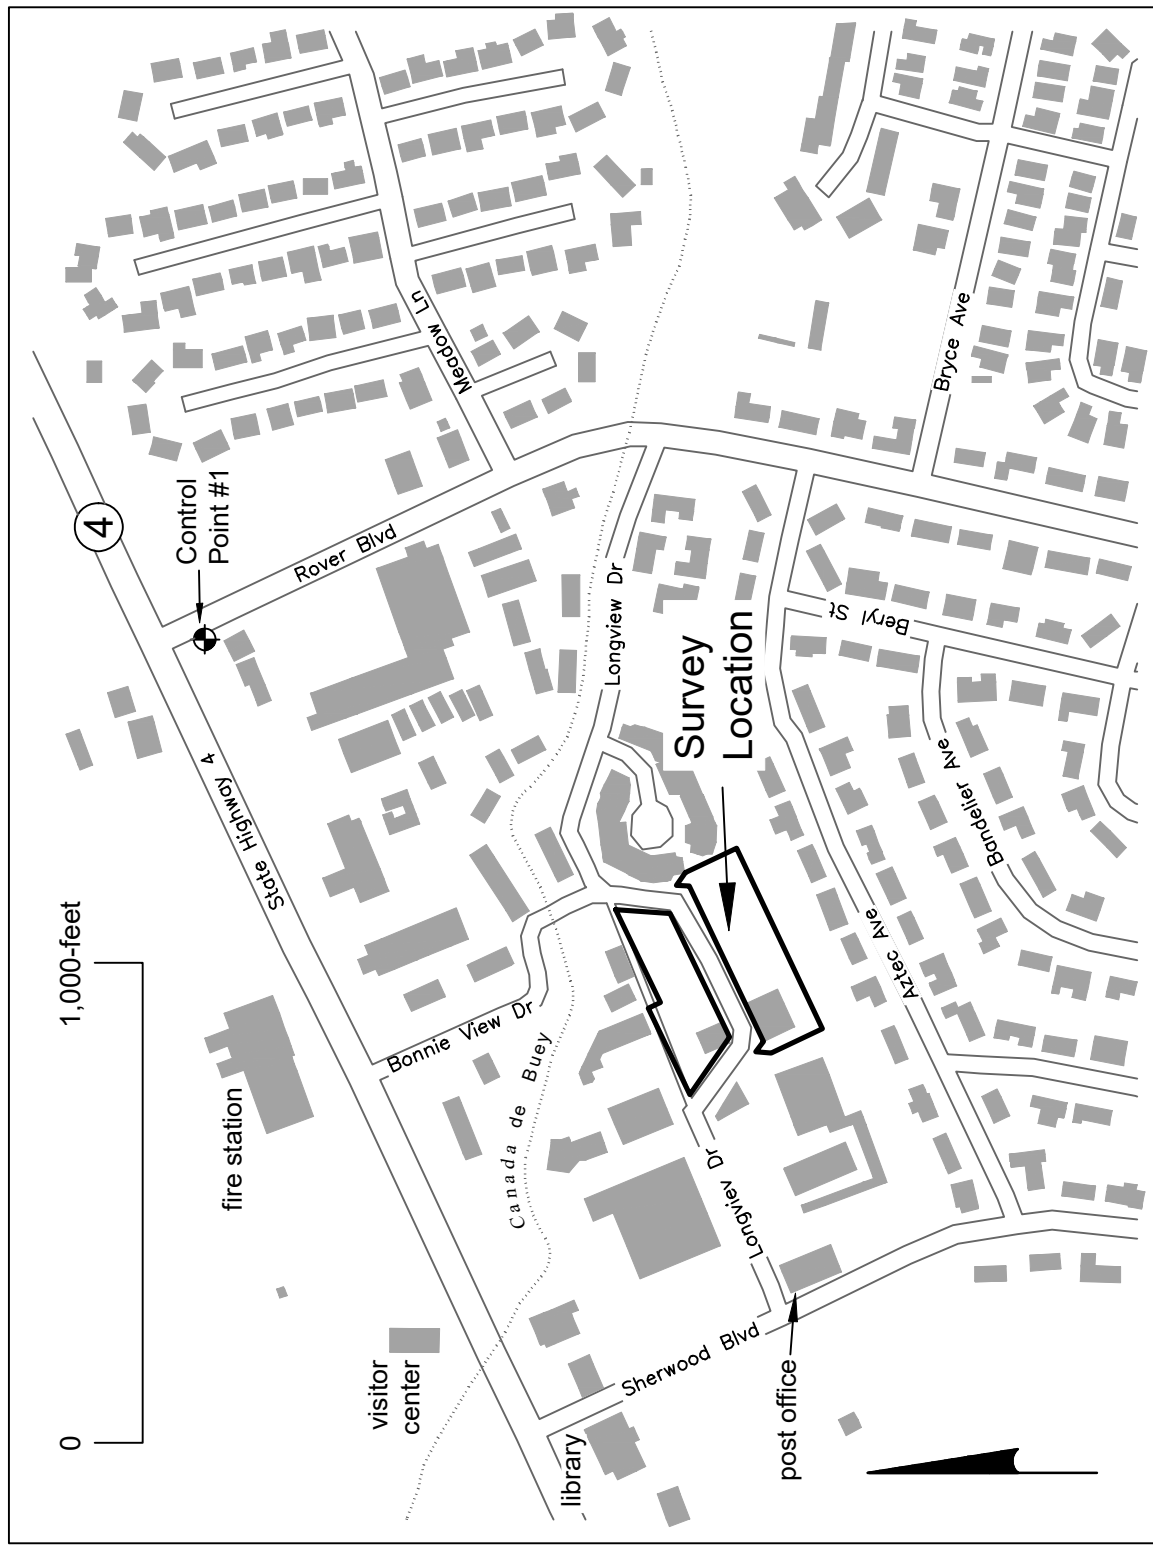 0
1,000-feet
fire station
visitor
center
library
post office
4
Control
Point #1
State Highway 4
Rover Blvd
Meadow Ln
Bonnie View Dr
Canada de Buey
Longview Dr
Longviev Dr
Sherwood Blvd
Survey
Location
Bryce Ave
Beryl St
Bandelier Ave
Aztec Ave